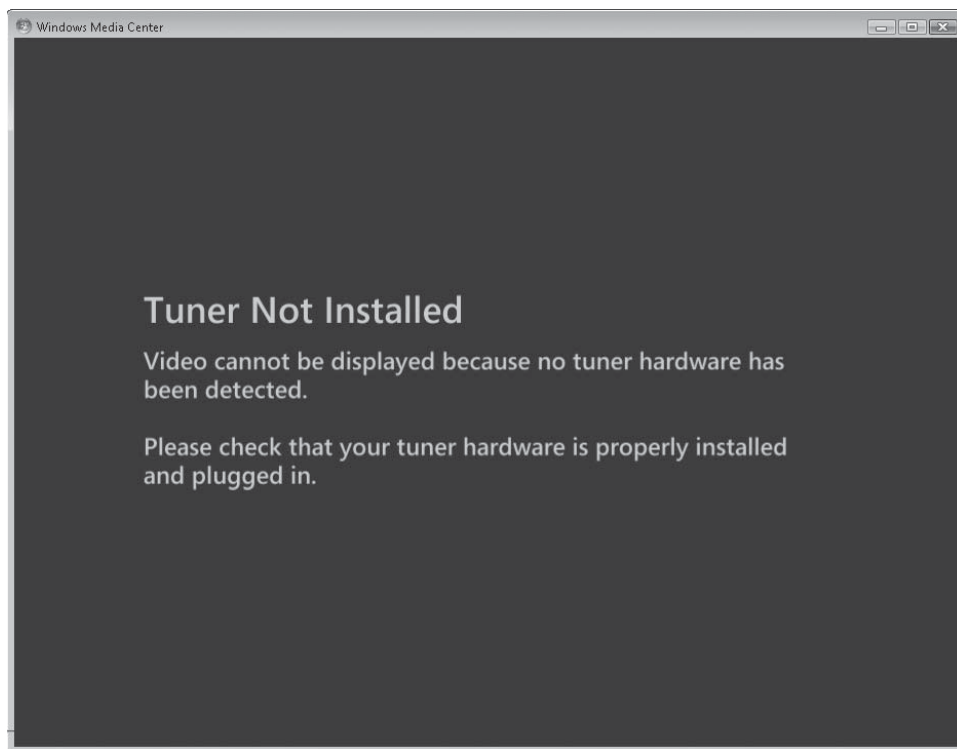 Windows Media Center
Tuner Not Installed
Video cannot be displayed because no tuner hardware has
been detected.
Please check that your tuner hardware is properly installed
and plugged in.